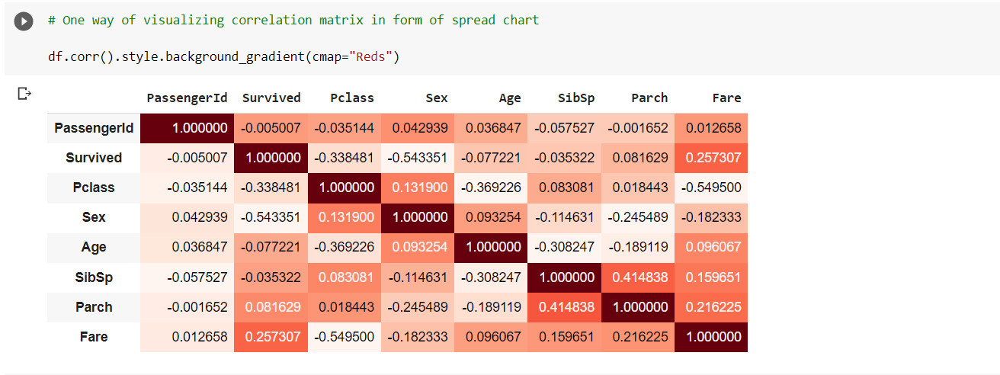 # One way of visualizing correlation matrix in form of spread chart
df.corr().style.background_gradient(cmap="Reds")
PassengerId Survived Pclass Sex Age SibSp Parch Fare
PassengerId 1.000000 -0.005007 -0.035144 0.042939 0.036847 -0.057527 -0.001652 0.012658
Survived -0.005007 1.000000 -0.338481 -0.543351 -0.077221 -0.035322 0.081629 0.257307
Pclass -0.035144 -0.338481 1.000000 0.131900 -0.369226 0.083081 0.018443 -0.549500
Sex 0.042939 -0.543351 0.131900 1.000000 0.093254 -0.114631 -0.245489 -0.182333
Age 0.036847 -0.077221 -0.369226 0.093254 1.000000 -0.308247 -0.189119 0.096067
SibSp -0.057527 -0.035322 0.083081 -0.114631 -0.308247 1.000000 0.414838 0.159651
Parch -0.001652 0.081629 0.018443 -0.245489 -0.189119 0.414838 1.000000 0.216225
Fare 0.012658 0.257307 -0.549500 -0.182333 0.096067 0.159651 0.216225 1.000000